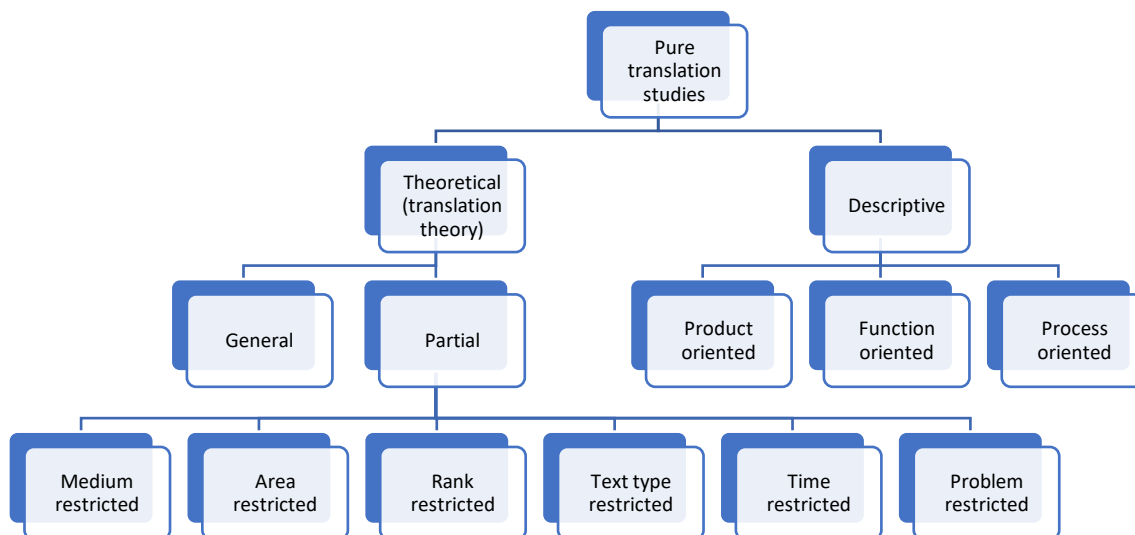 Pure
translation
studies
Theoretical
(translation
theory)
Descriptive
General
Partial
Product
oriented
Function
oriented
Process
oriented
Medium
restricted
Area
restricted
Rank
restricted
Text type
restricted
Time
restricted
Problem
restricted